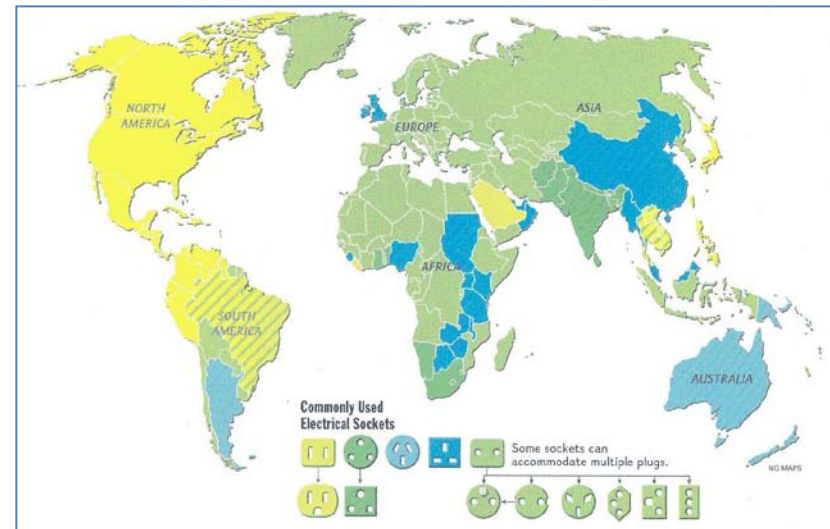 NORTH
AMERICA
EUROPE
ASIA
AFRICA
SOUTH
AMERICA
AUSTRALIA
Commonly Used
Electrical Sockets
Some sockets can
accommodate multiple plugs.
NG MAPS